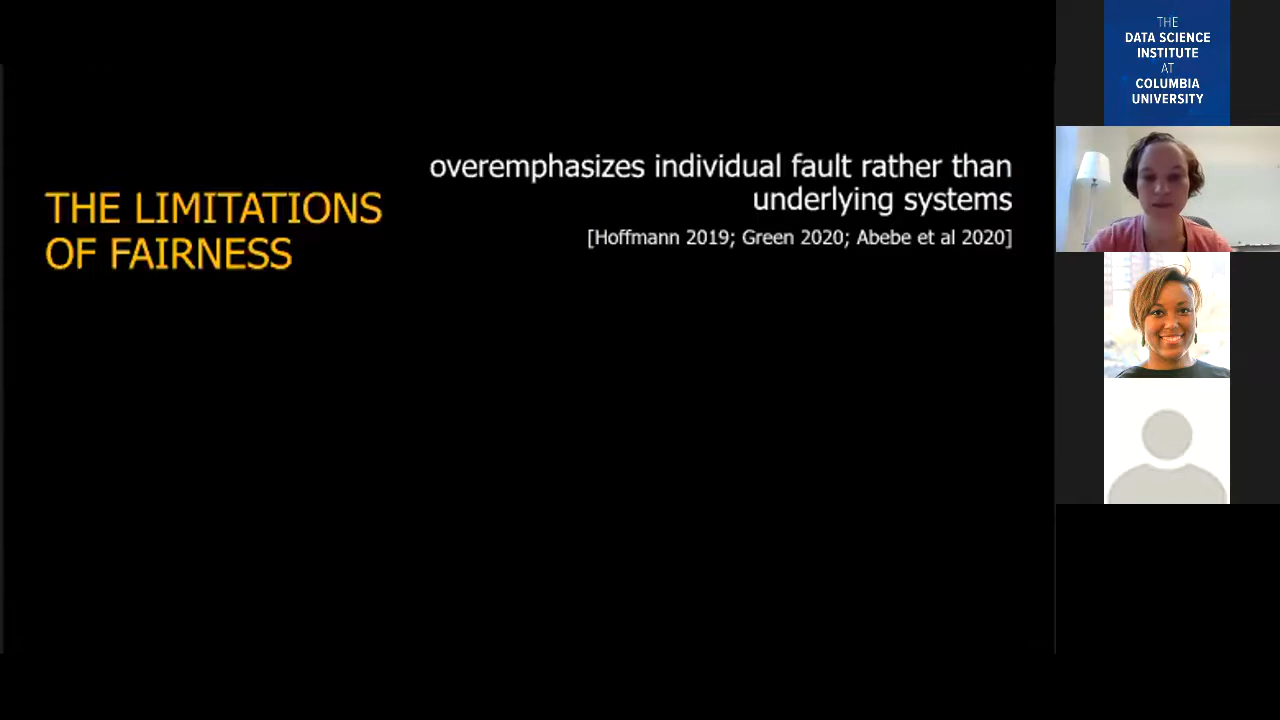 THE LIMITATIONS
OF FAIRNESS
overemphasizes individual fault rather than
underlying systems
[Hoffmann 2019; Green 2020; Abebe et al 2020]
THE
DATA SCIENCE
INSTITUTE
AT
COLUMBIA
UNIVERSITY